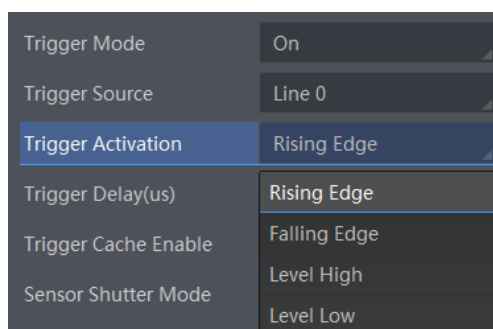 Trigger Mode On
Trigger Source Line 0
Trigger Activation Rising Edge
Trigger Delay(us) Rising Edge
Trigger Cache Enable Falling Edge
Level High
Sensor Shutter Mode
Level Low